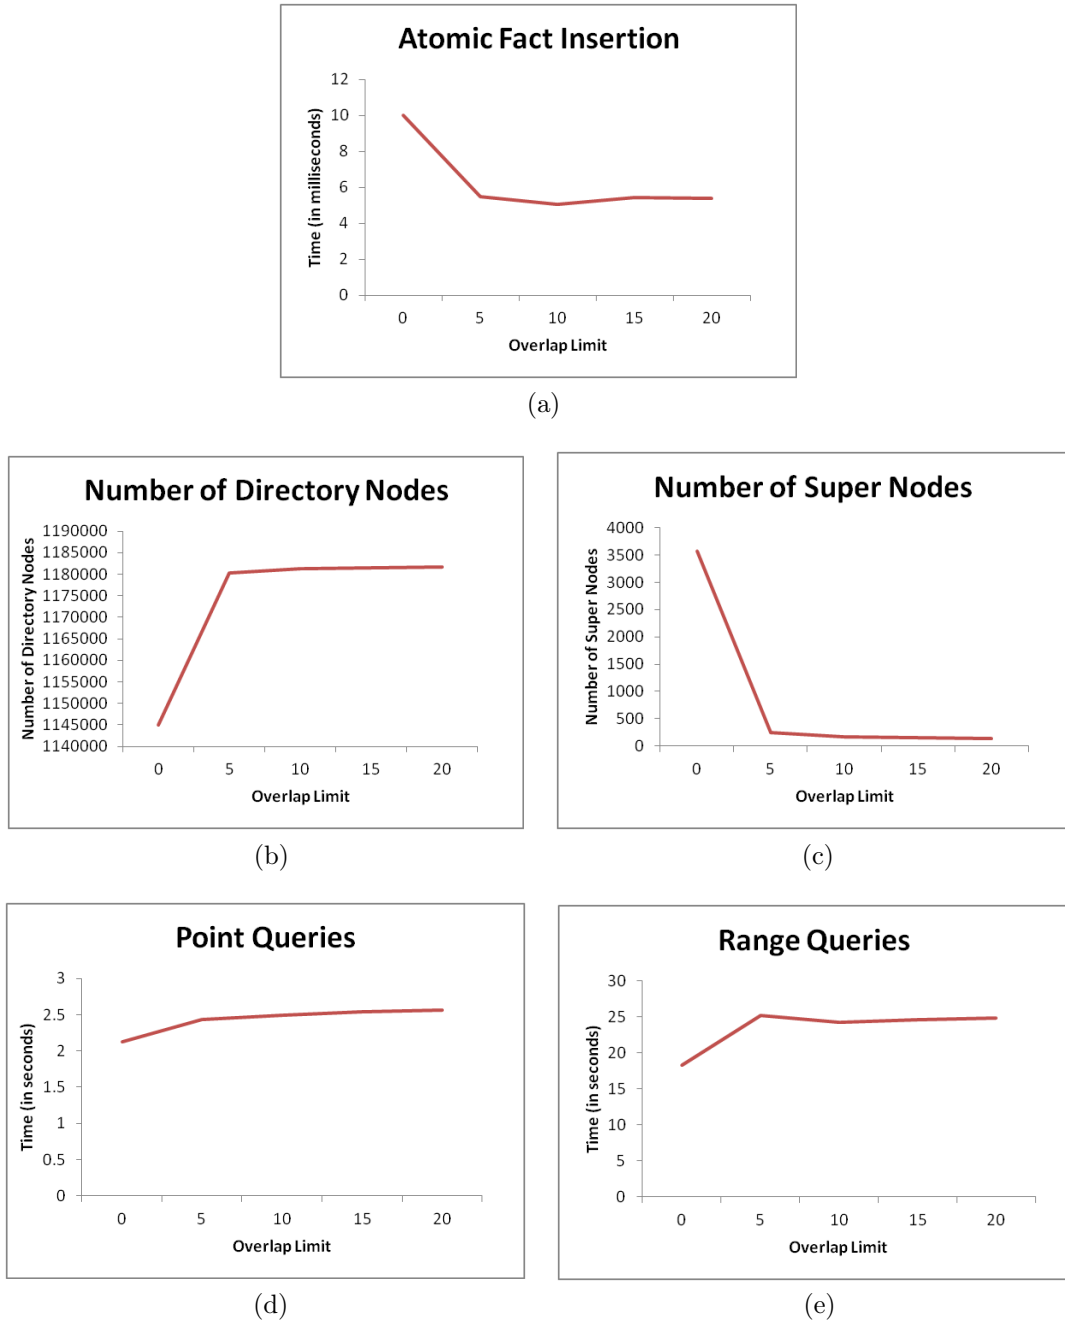 Atomic Fact Insertion
Time (in milliseconds)
12
10
8
6
4
2
0
0 5 10 15 20
Overlap Limit
(a)
Number of Directory Nodes
Number of Directory Nodes
1190000
1185000
1180000
1175000
1170000
1165000
1160000
1155000
1150000
1145000
1140000
0 5 10 15 20
Overlap Limit
(b)
Number of Super Nodes
Number of Super Nodes
4000
3500
3000
2500
2000
1500
1000
500
0
0 5 10 15 20
Overlap Limit
(c)
Point Queries
Time (in seconds)
3
2.5
2
1.5
1
0.5
0
0 5 10 15 20
Overlap Limit
(d)
Range Queries
Time (in seconds)
30
25
20
15
10
5
0
0 5 10 15 20
Overlap Limit
(e)